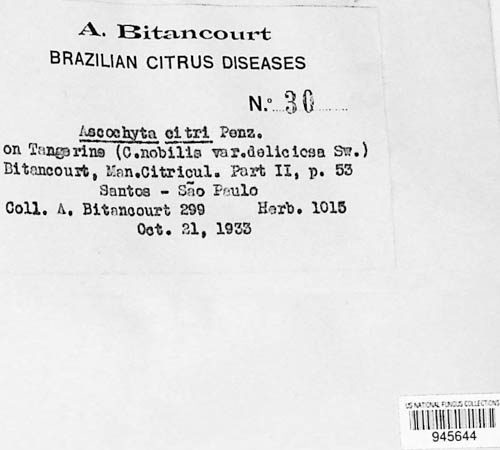 A. Bitancourt
BRAZILIAN CITRUS DISEASES
N.º 30
Ascochyta citri Penz.
on Tangerine (C.nobilis var.deliciosa Sw.)
Bitancourt, Man.Citricul. Part II, p. 53
Santos - São Paulo
Coll. A. Bitancourt 299 Herb. 1015
Oct. 21, 1933
US NATIONAL FUNGUS COLLECTIONS
945644